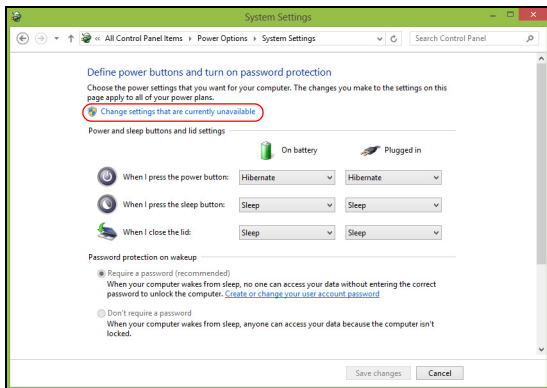 System Settings
« All Control Panel Items ▸ Power Options ▸ System Settings
Search Control Panel
Define power buttons and turn on password protection
Choose the power settings that you want for your computer. The changes you make to the settings on this
page apply to all of your power plans.
Change settings that are currently unavailable
Power and sleep buttons and lid settings
On battery Plugged in
When I press the power button: Hibernate Hibernate
When I press the sleep button: Sleep Sleep
When I close the lid: Sleep Sleep
Password protection on wakeup
Require a password (recommended)
When your computer wakes from sleep, no one can access your data without entering the correct
password to unlock the computer. Create or change your user account password
Don't require a password
When your computer wakes from sleep, anyone can access your data because the computer isn't
locked.
Save changes Cancel